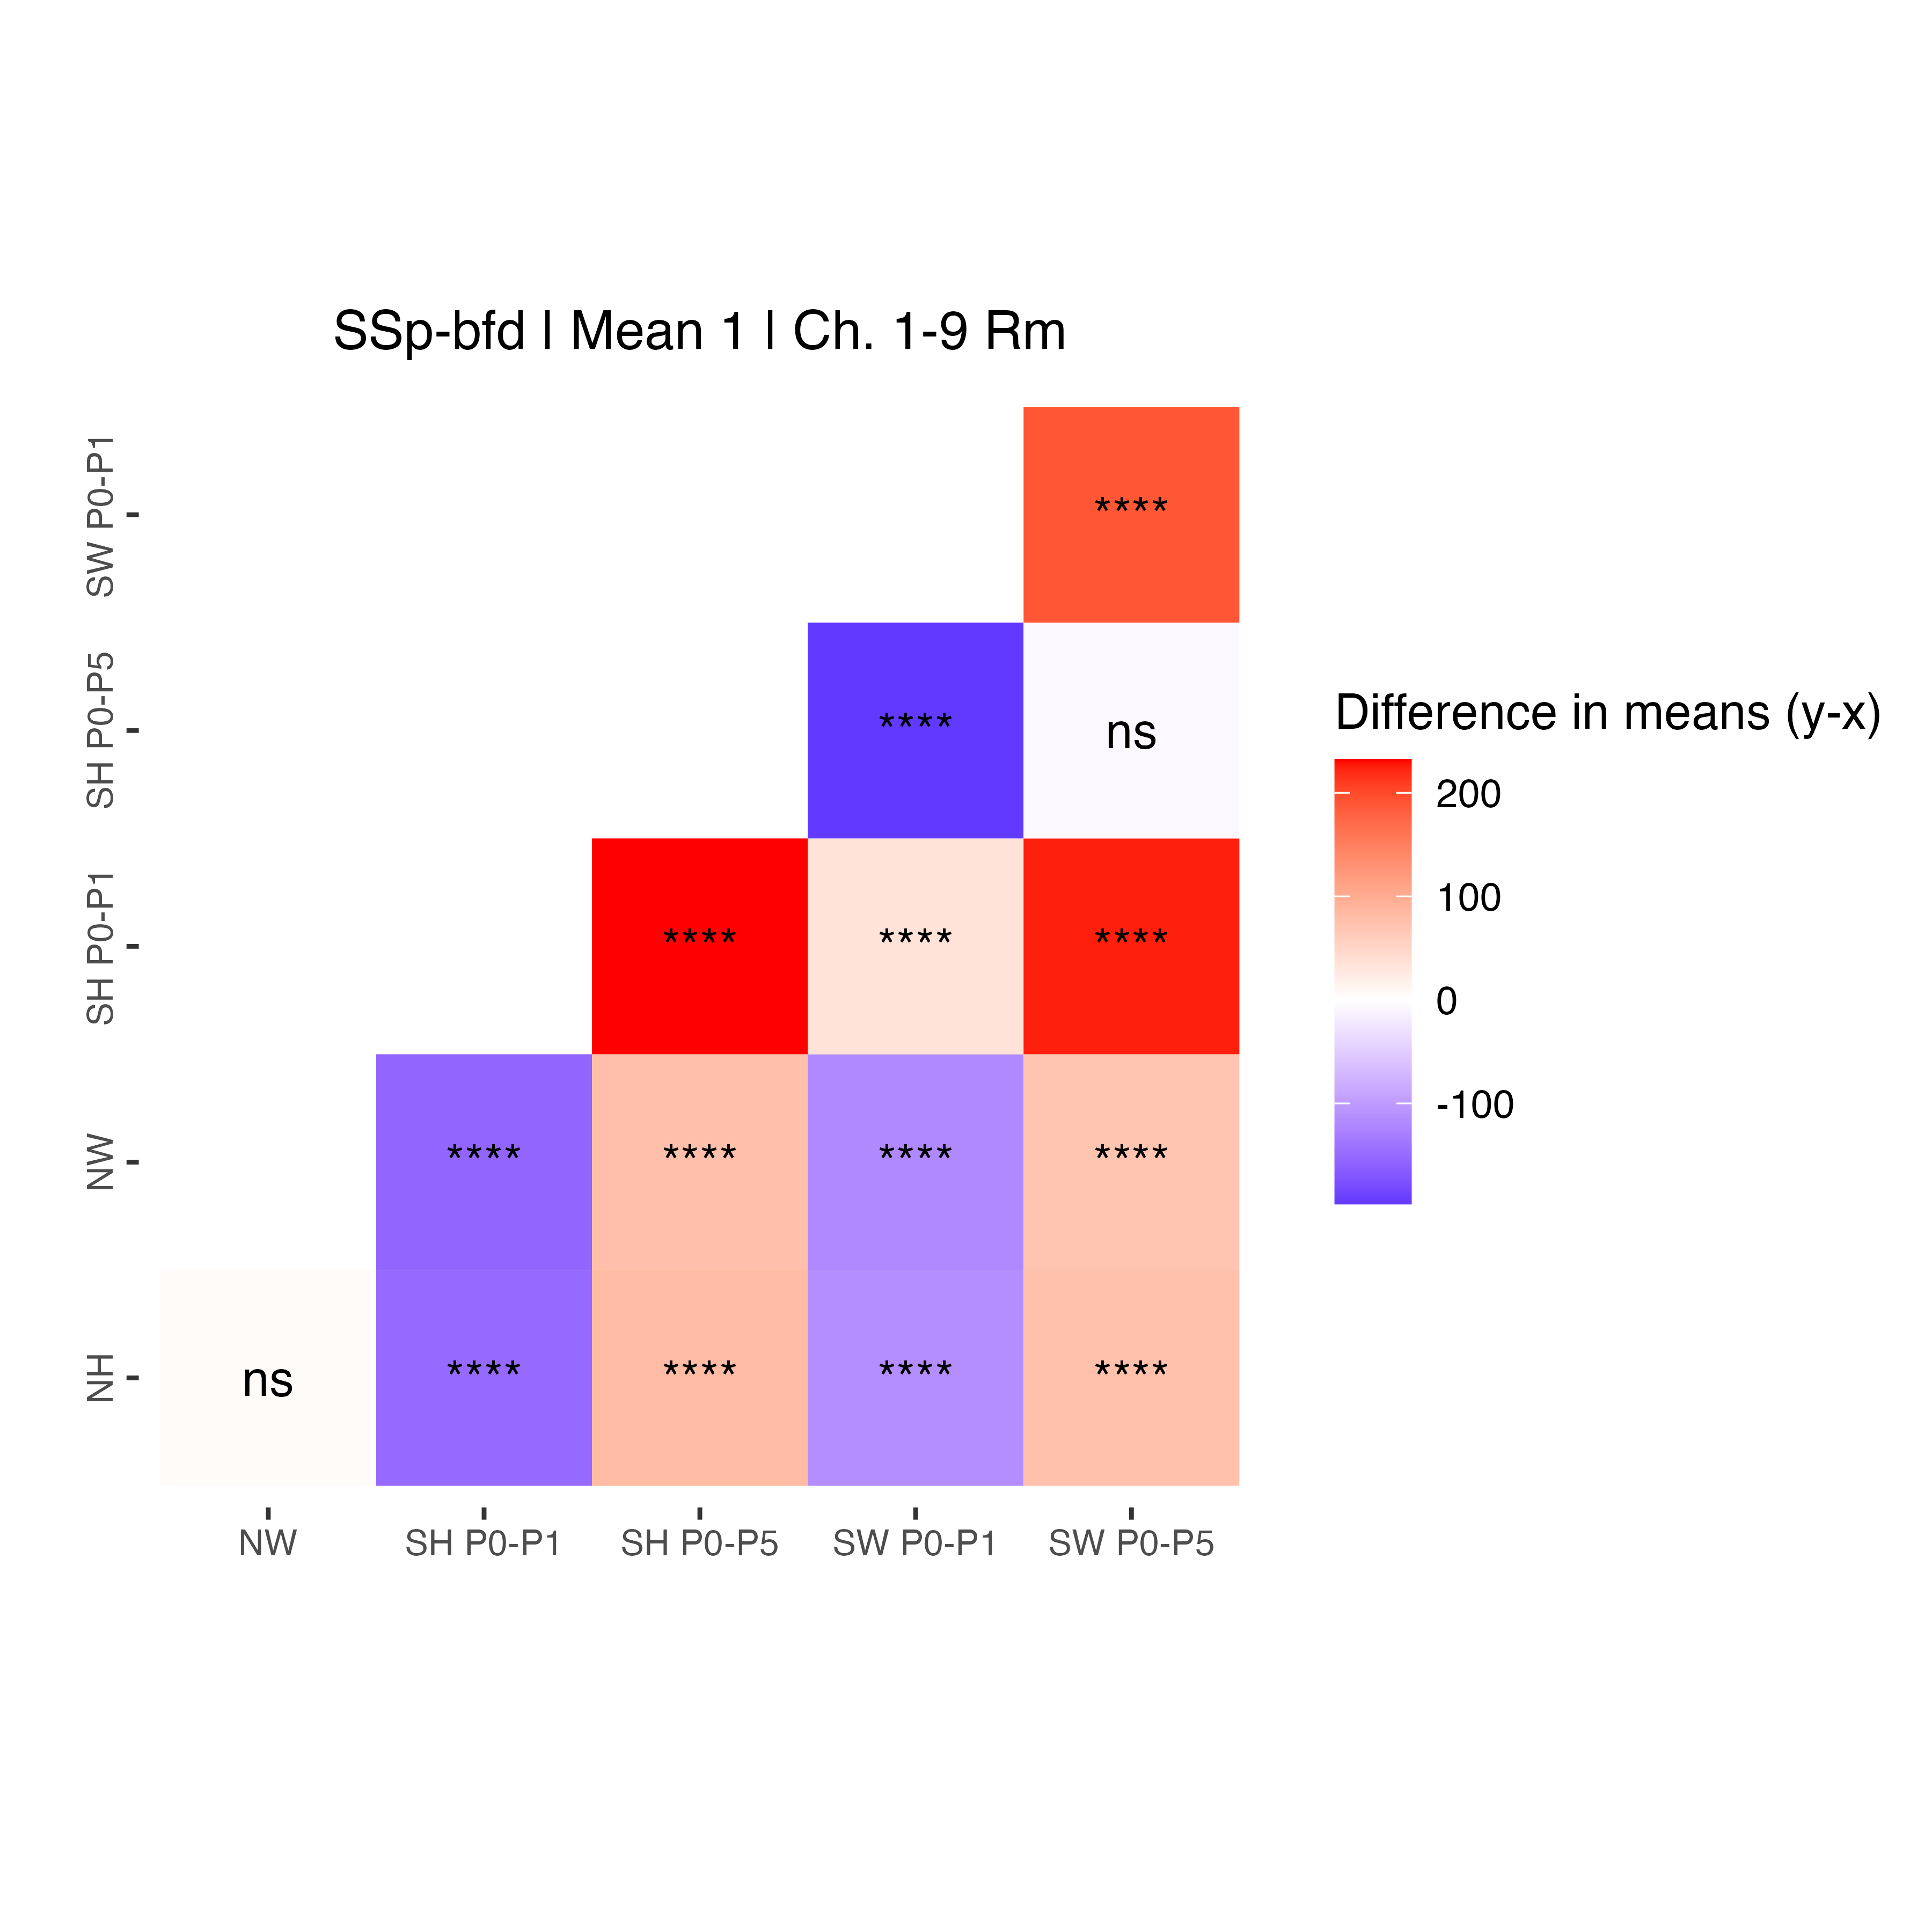 SSp-bfd | Mean 1 | Ch. 1-9 Rm
SW P0-P1
SH P0-P5
SH P0-P1
NW
NH
****
**** ns
**** **** ****
**** **** **** ****
ns **** **** **** ****
NW SH P0-P1 SH P0-P5 SW P0-P1 SW P0-P5
Difference in means (y-x)
200
100
0
-100